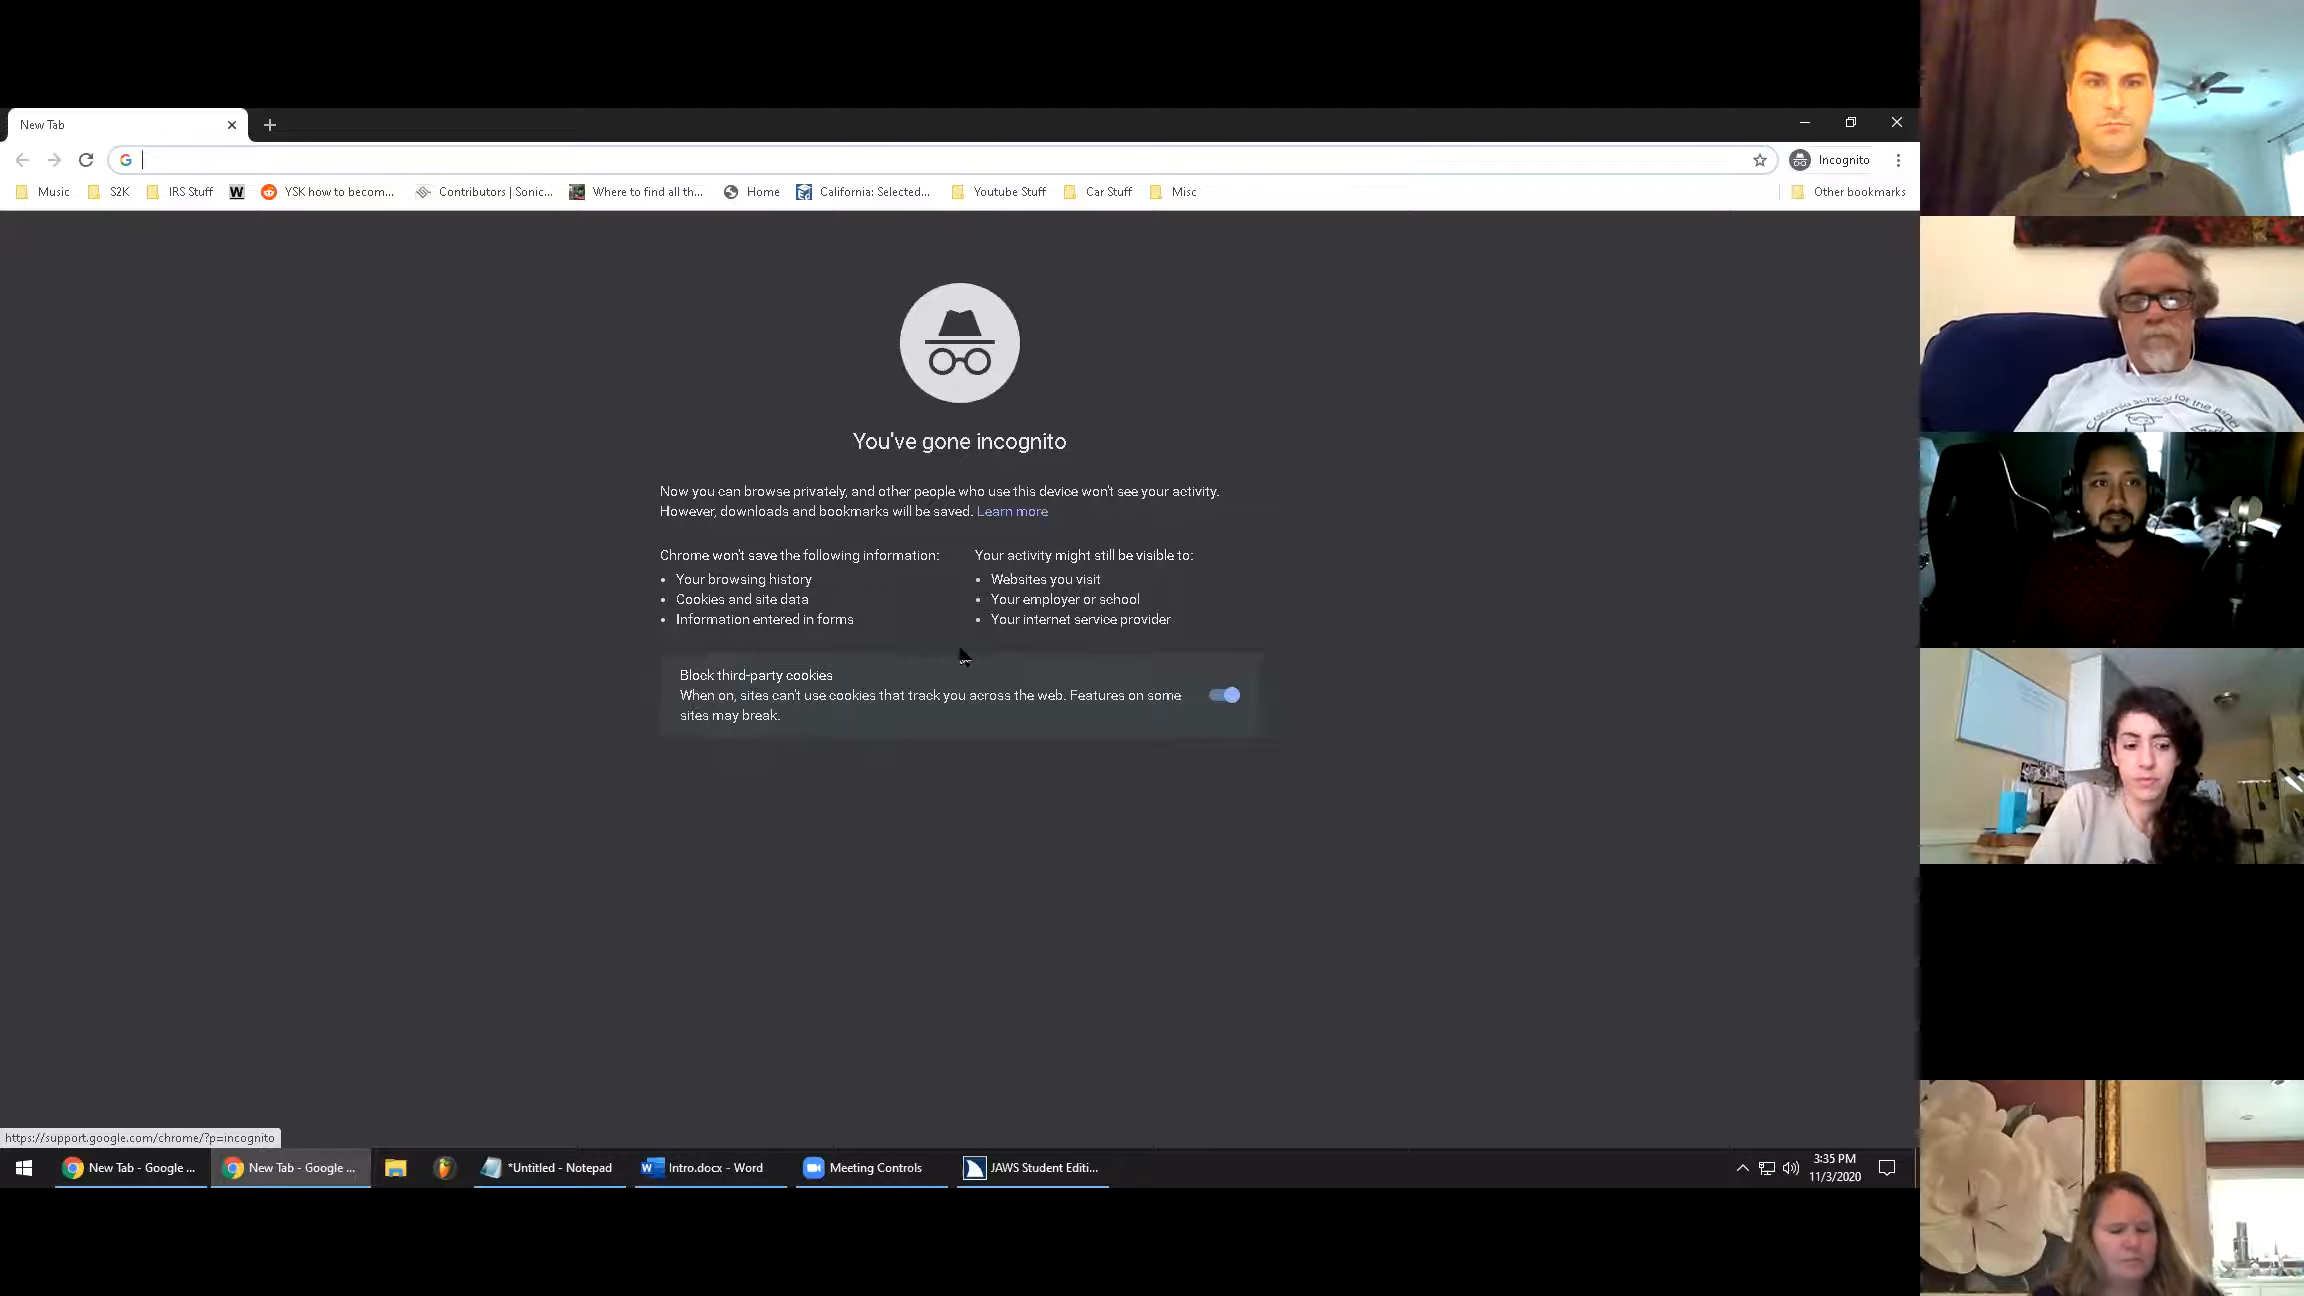 New Tab
Incognito
Music
S2K
IRS Stuff
W
YSK how to becom...
Contributors | Sonic...
Where to find all th...
Home
California: Selected...
Youtube Stuff
Car Stuff
Misc
Other bookmarks
You've gone incognito
Now you can browse privately, and other people who use this device won't see your activity.
However, downloads and bookmarks will be saved. Learn more
Chrome won't save the following information:
Your browsing history
Cookies and site data
Information entered in forms
Your activity might still be visible to:
Websites you visit
Your employer or school
Your internet service provider
Block third-party cookies
When on, sites can't use cookies that track you across the web. Features on some
sites may break.
https://support.google.com/chrome/?p=incognito
New Tab - Google ...
New Tab - Google ...
*Untitled - Notepad
Intro.docx - Word
Meeting Controls
JAWS Student Editi...
3:35 PM
11/3/2020
California School for the Blind